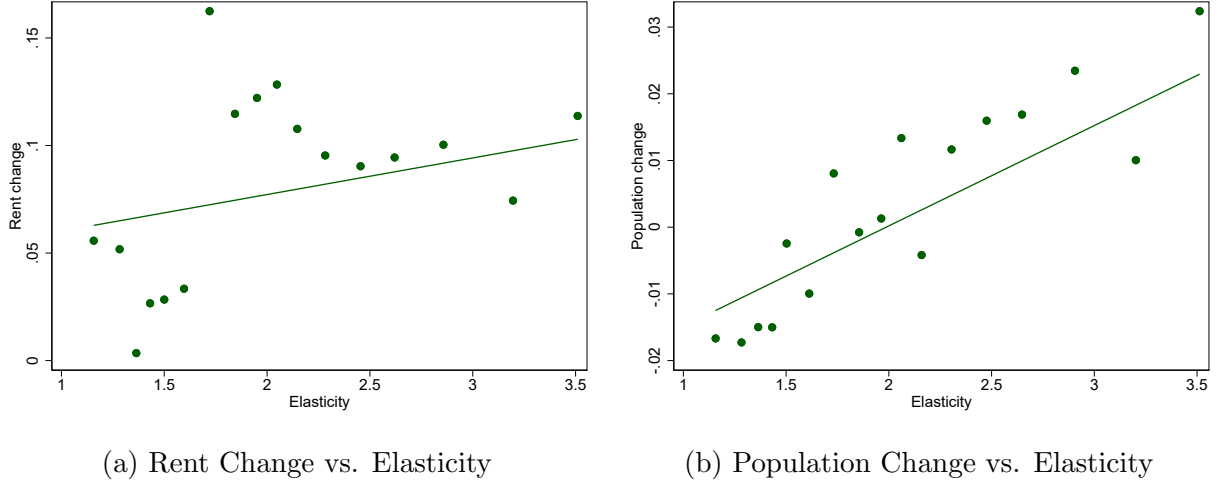 .15
.1
.05
0
Rent change
1 1.5 2 2.5 3 3.5
Elasticity
(a) Rent Change vs. Elasticity
.03
.02
.01
0
-.01
-.02
Population change
1 1.5 2 2.5 3 3.5
Elasticity
(b) Population Change vs. Elasticity